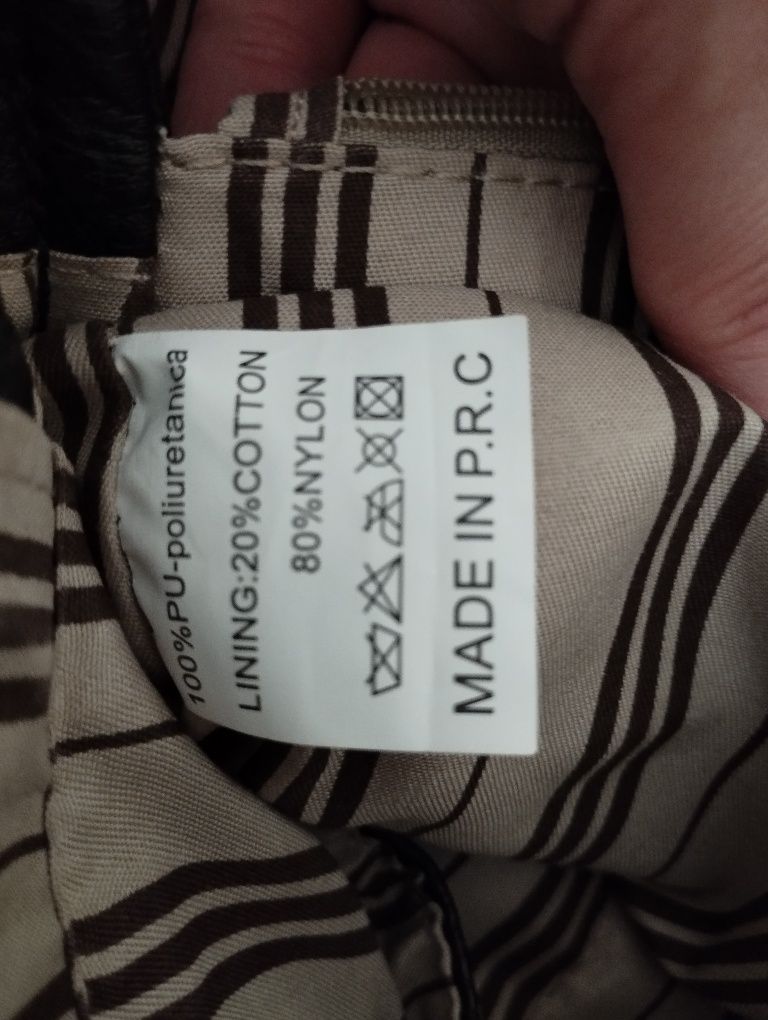 100%PU-poliuretanica
LINING:20%COTTON
80%NYLON
MADE IN P.R.C